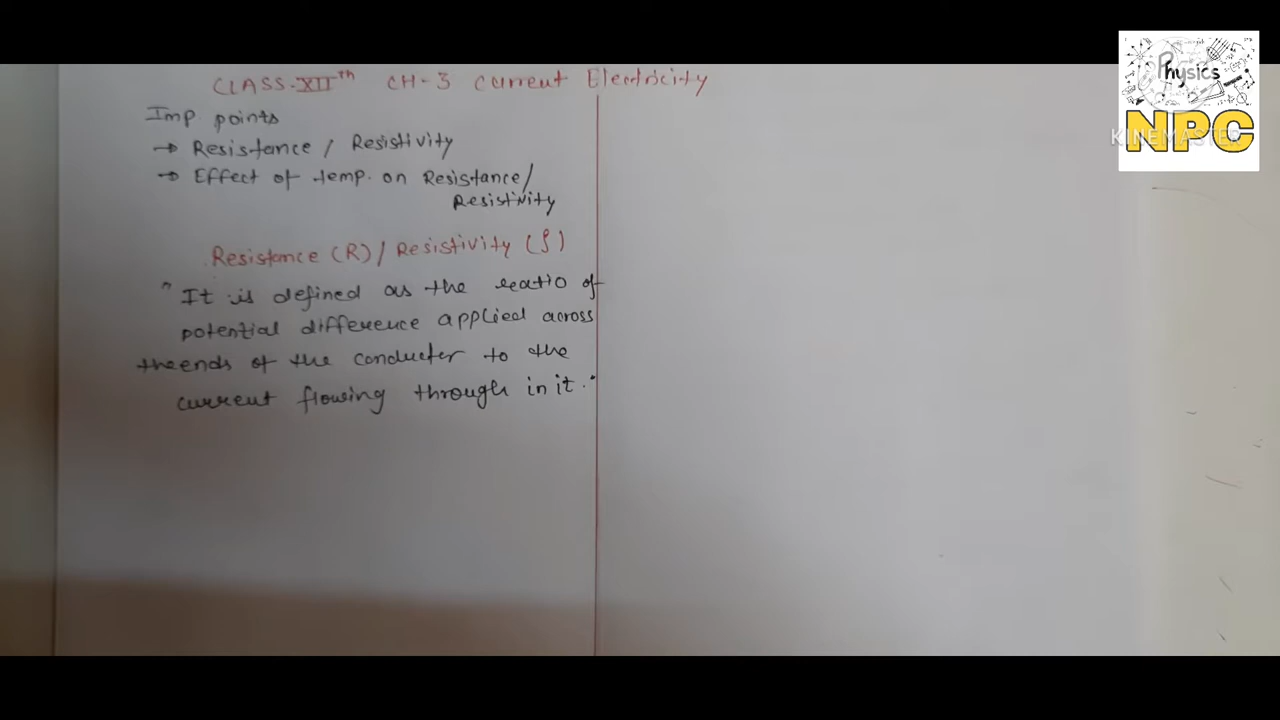 CLASS-XIIth CH-3 Current Electricity
Imp points
→ Resistance / Resistivity
→ Effect of temp. on Resistance/
Resistivity
Resistance (R) / Resistivity (ρ)
"It is defined as the ratio of
potential difference applied across
the ends of the conductor to the
current flowing through in it."
Physics
NPC
KINEMASTER